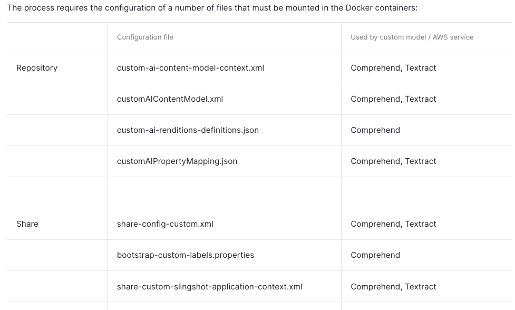 The process requires the configuration of a number of files that must be mounted in the Docker containers:
Configuration file Used by custom model / AWS service
Repository custom-ai-content-model-context.xml Comprehend, Textract
customAIContentModel.xml Comprehend, Textract
custom-ai-renditions-definitions.json Comprehend
customAIPropertyMapping.json Comprehend, Textract
Share share-config-custom.xml Comprehend, Textract
bootstrap-custom-labels.properties Comprehend
share-custom-slingshot-application-context.xml Comprehend, Textract